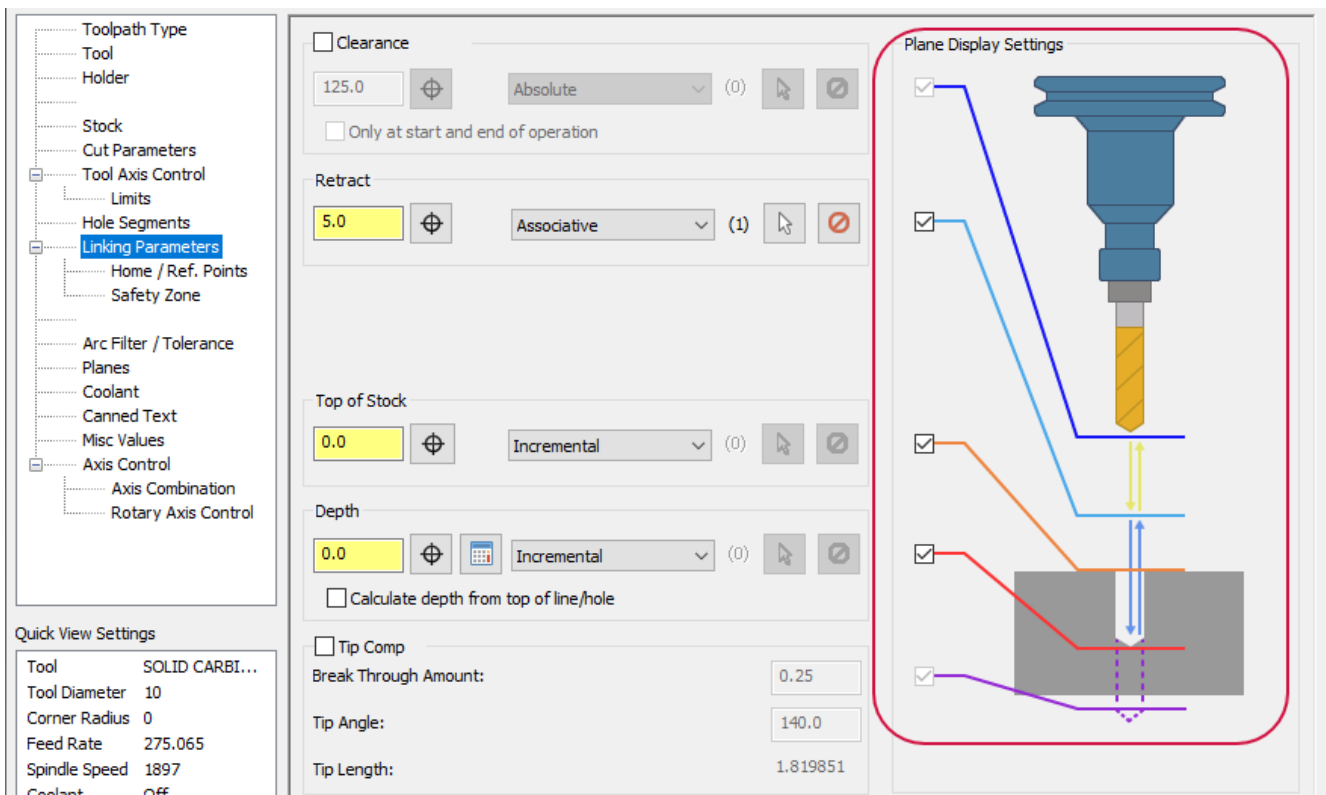 Toolpath Type
Tool
Holder
Stock
Cut Parameters
Tool Axis Control
Limits
Hole Segments
Linking Parameters
Home / Ref. Points
Safety Zone
Arc Filter / Tolerance
Planes
Coolant
Canned Text
Misc Values
Axis Control
Axis Combination
Rotary Axis Control
Quick View Settings
Tool SOLID CARBI...
Tool Diameter 10
Corner Radius 0
Feed Rate 275.065
Spindle Speed 1897
Coolant Off
Clearance
125.0 Absolute (0)
Only at start and end of operation
Retract
5.0 Associative (1)
Top of Stock
0.0 Incremental (0)
Depth
0.0 Incremental (0)
Calculate depth from top of line/hole
Tip Comp
Break Through Amount: 0.25
Tip Angle: 140.0
Tip Length: 1.819851
Plane Display Settings